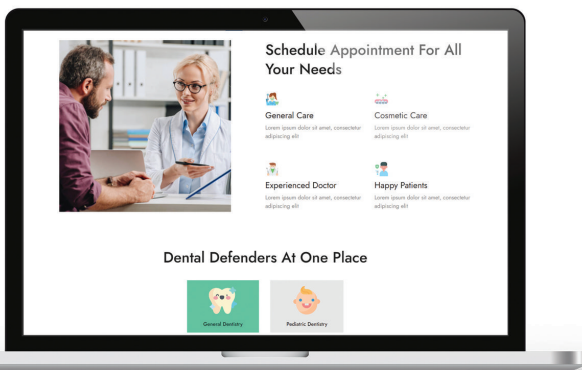 Schedule Appointment For All
Your Needs
General Care
Lorem ipsum dolor sit amet, consectetur
adipiscing elit
Cosmetic Care
Lorem ipsum dolor sit amet, consectetur
adipiscing elit
Experienced Doctor
Lorem ipsum dolor sit amet, consectetur
adipiscing elit
Happy Patients
Lorem ipsum dolor sit amet, consectetur
adipiscing elit
Dental Defenders At One Place
General Dentistry
Pediatric Dentistry